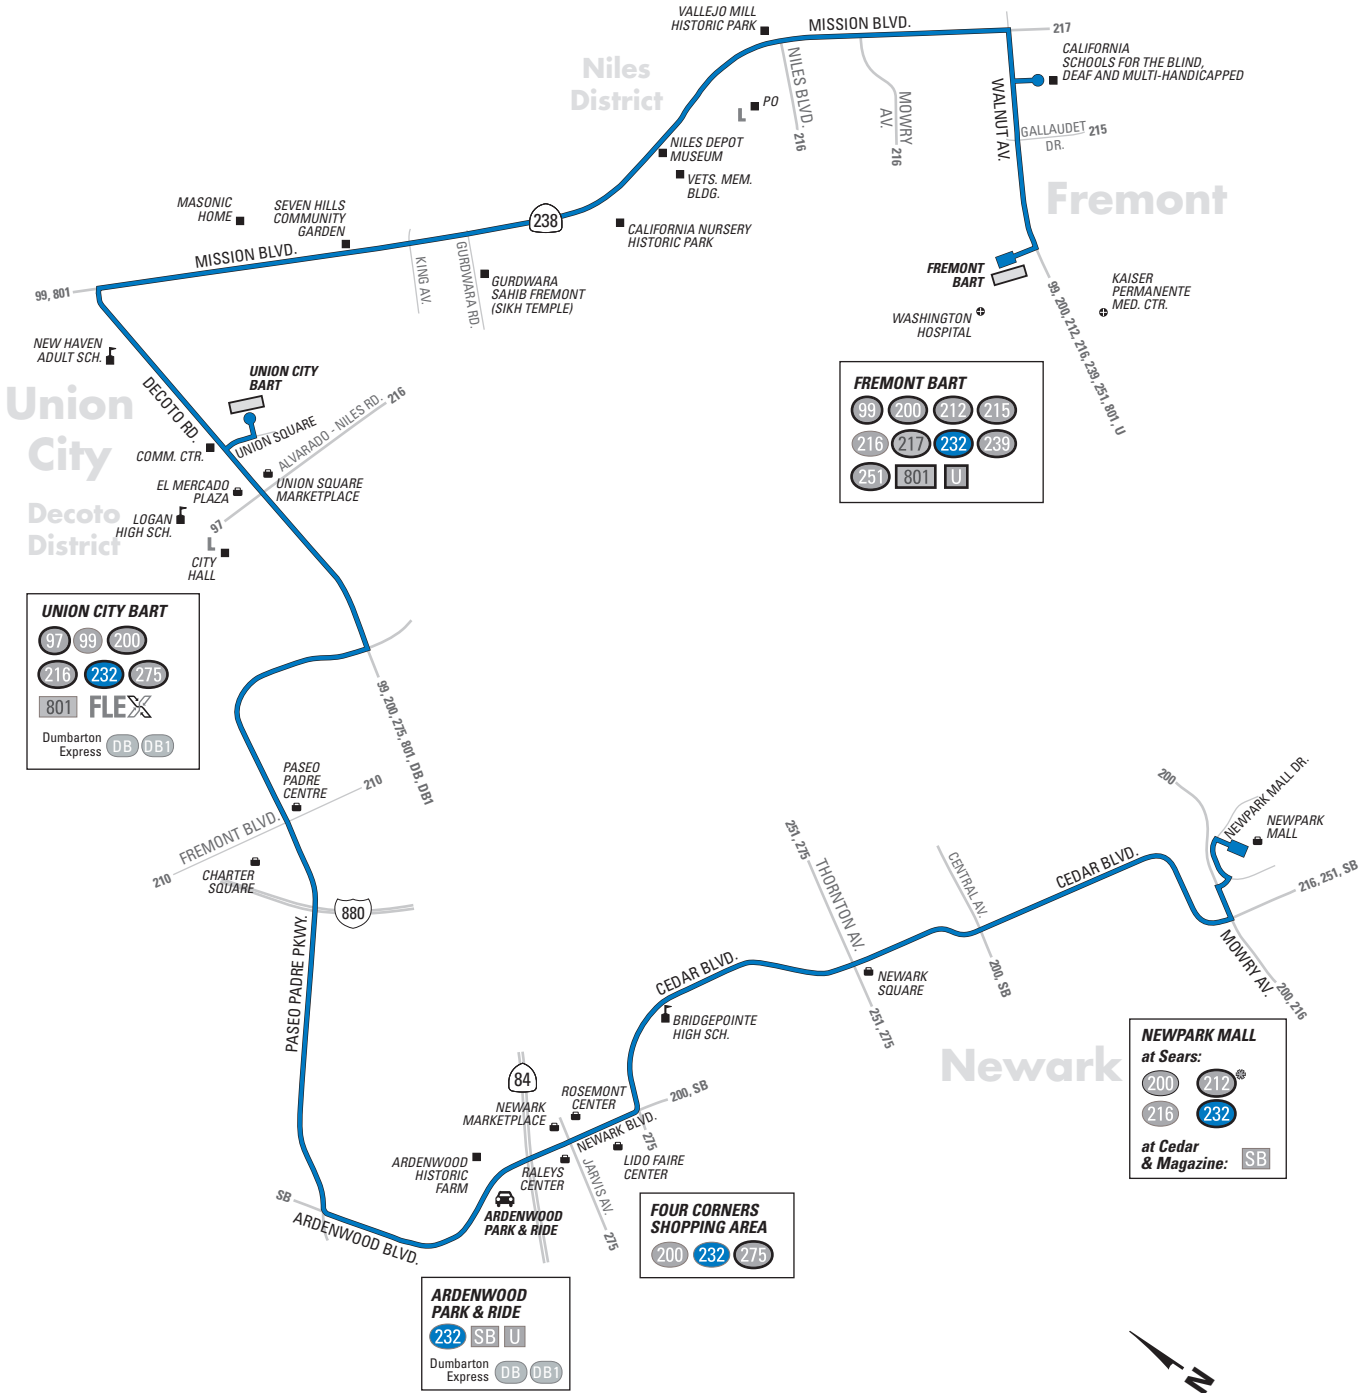 VALLEJO MILL
HISTORIC PARK
MISSION BLVD.
217
CALIFORNIA
SCHOOLS FOR THE BLIND,
DEAF AND MULTI-HANDICAPPED
Niles
District
NILES BLVD.
216
MOWRY
AV.
216
WALNUT AV.
PO
L
GALLAUDET
DR.
215
NILES DEPOT
MUSEUM
VETS. MEM.
BLDG.
Fremont
MASONIC
HOME
SEVEN HILLS
COMMUNITY
GARDEN
238
CALIFORNIA NURSERY
HISTORIC PARK
MISSION BLVD.
KING AV.
GURDWARA RD.
GURDWARA
SAHIB FREMONT
(SIKH TEMPLE)
FREMONT
BART
WASHINGTON
HOSPITAL
KAISER
PERMANENTE
MED. CTR.
99, 200, 212, 216, 239, 251, 801, U
99, 801
NEW HAVEN
ADULT SCH.
DECOTO RD.
UNION CITY
BART
Union
City
UNION SQUARE
ALVARADO - NILES RD.
216
COMM. CTR.
EL MERCADO
PLAZA
UNION SQUARE
MARKETPLACE
Decoto
District
LOGAN
HIGH SCH.
97
L
CITY
HALL
FREMONT BART
99 200 212 215
216 217 232 239
251 801 U
UNION CITY BART
97 99 200
216 232 275
801 FLEX
Dumbarton
Express DB DB1
99, 200, 275, 801, DB, DB1
PASEO
PADRE
CENTRE
210
FREMONT BLVD.
210
CHARTER
SQUARE
880
PASEO PADRE PKWY.
200
NEWPARK MALL DR.
NEWPARK
MALL
216, 251, SB
MOWRY AV.
200, 216
CEDAR BLVD.
251, 275
THORNTON AV.
251, 275
CENTRAL AV.
200, SB
NEWARK
SQUARE
CEDAR BLVD.
BRIDGEPOINTE
HIGH SCH.
Newark
NEWPARK MALL
at Sears:
200 212
216 232
at Cedar
& Magazine: SB
84
ROSEMONT
CENTER
NEWARK
MARKETPLACE
200, SB
NEWARK BLVD.
275
LIDO FAIRE
CENTER
RALEYS
CENTER
JARVIS AV.
275
ARDENWOOD
HISTORIC
FARM
ARDENWOOD
PARK & RIDE
SB
ARDENWOOD BLVD.
FOUR CORNERS
SHOPPING AREA
200 232 275
ARDENWOOD
PARK & RIDE
232 SB U
Dumbarton
Express DB DB1
N